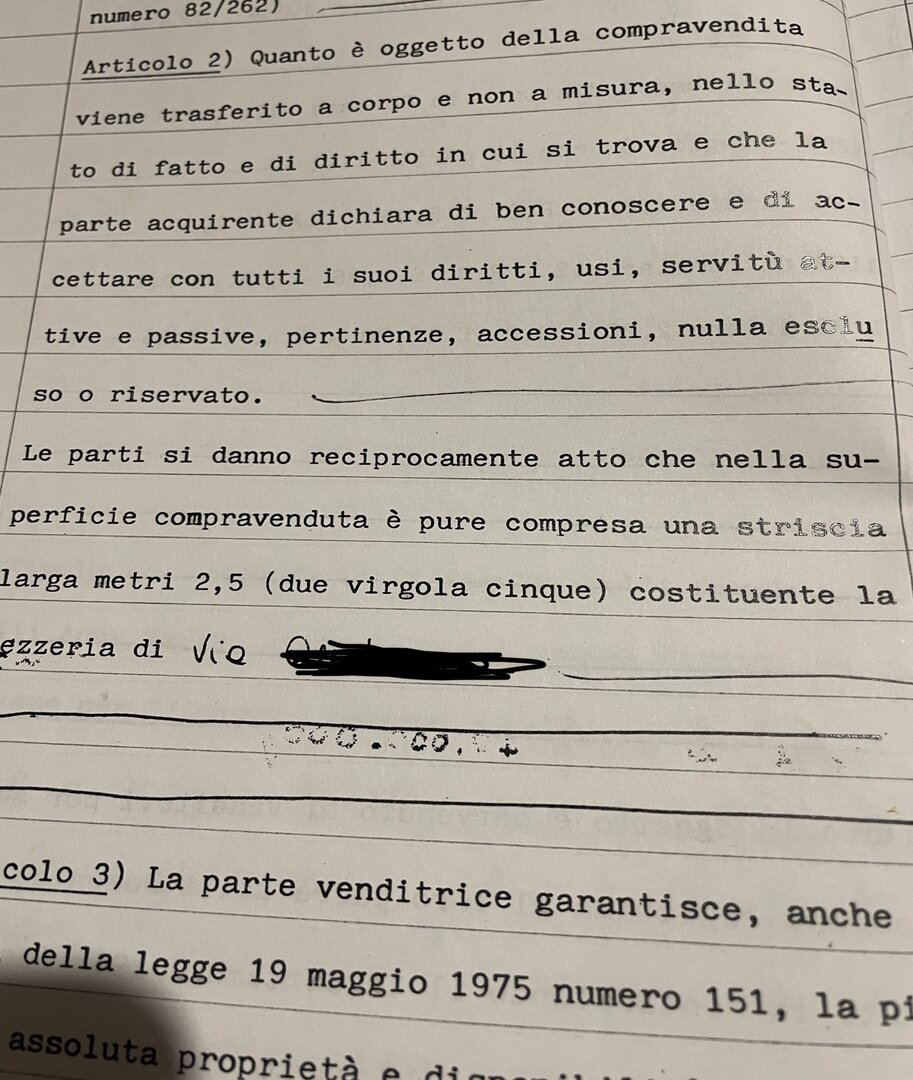 numero 82/262)
Articolo 2) Quanto è oggetto della compravendita
viene trasferito a corpo e non a misura, nello sta-
to di fatto e di diritto in cui si trova e che la
parte acquirente dichiara di ben conoscere e di ac-
cettare con tutti i suoi diritti, usi, servitù at-
tive e passive, pertinenze, accessioni, nulla esclu
so o riservato.
Le parti si danno reciprocamente atto che nella su-
perficie compravenduta è pure compresa una striscia
larga metri 2,5 (due virgola cinque) costituente la
ezzeria di Via
colo 3) La parte venditrice garantisce, anche
della legge 19 maggio 1975 numero 151, la pi
assoluta proprietà e